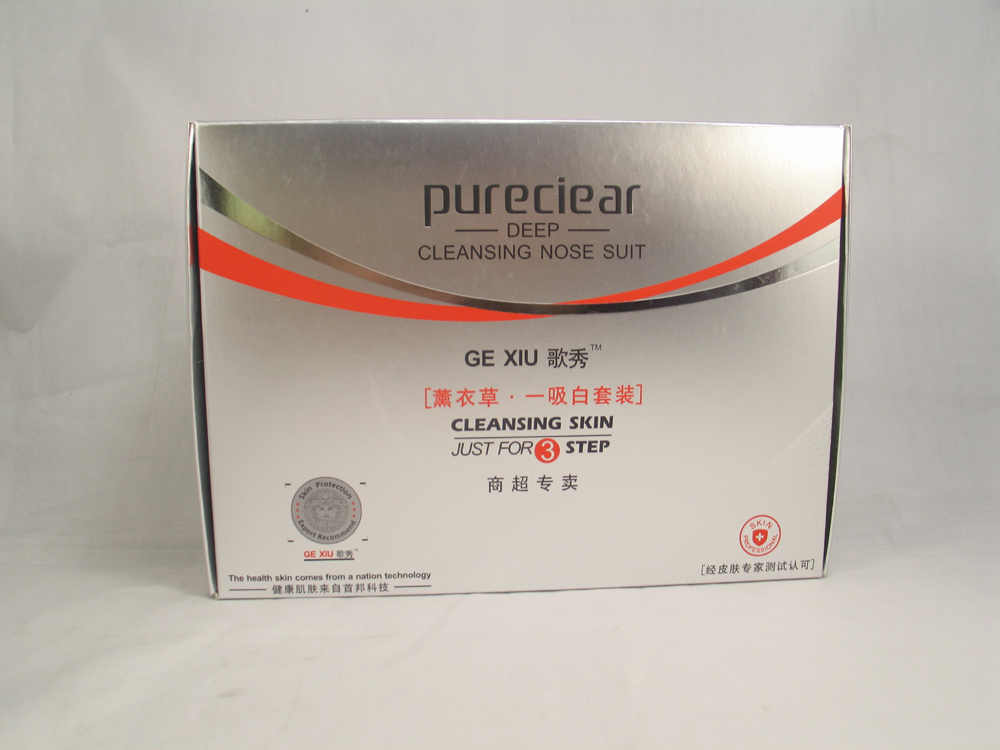 pureciear
DEEP
CLEANSING NOSE SUIT
GE XIU 歌秀™
[薰衣草·一吸白套装]
CLEANSING SKIN
JUST FOR 3 STEP
商超专卖
Skin Protection
Expert Recommend
GE XIU 歌秀™
The health skin comes from a nation technology
健康肌肤来自首邦科技
SKIN
PROFESSIONAL
[经皮肤专家测试认可]